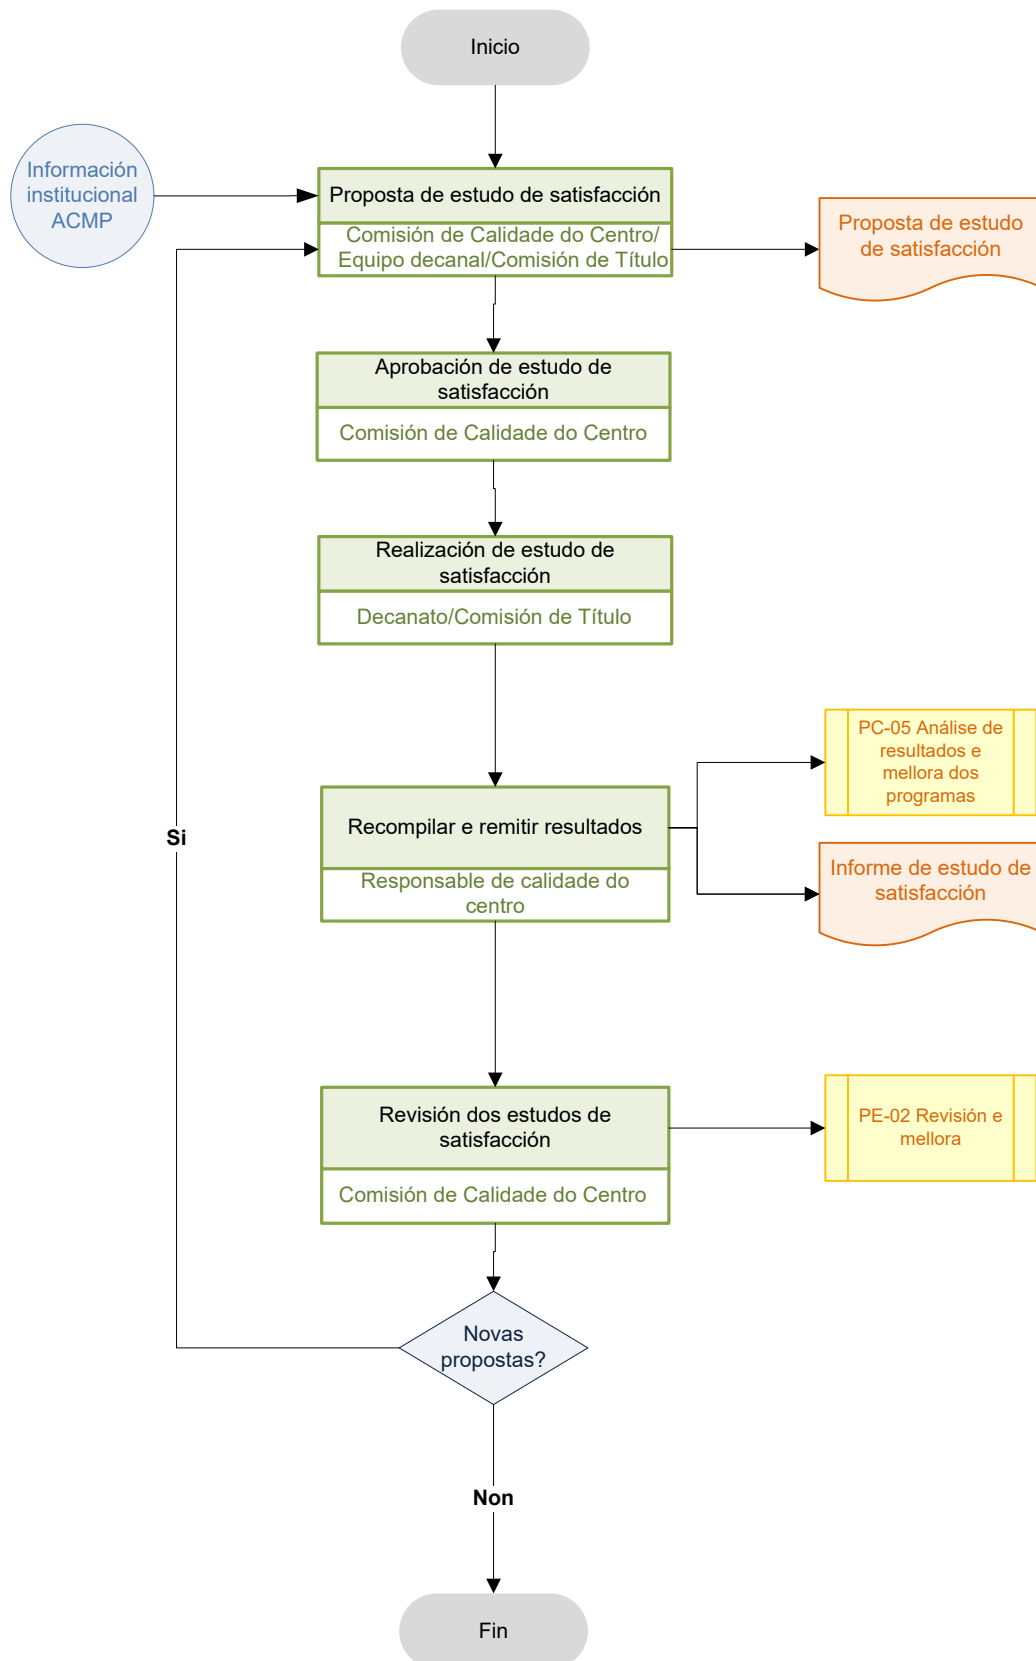 Inicio
Información
institucional
ACMP
Proposta de estudo de satisfacción
Comisión de Calidade do Centro/
Equipo decanal/Comisión de Título
Proposta de estudo
de satisfacción
Aprobación de estudo de
satisfacción
Comisión de Calidade do Centro
Realización de estudo de
satisfacción
Decanato/Comisión de Título
PC-05 Análise de
resultados e
mellora dos
programas
Recompilar e remitir resultados
Responsable de calidade do
centro
Si
Informe de estudo de
satisfacción
Revisión dos estudos de
satisfacción
Comisión de Calidade do Centro
PE-02 Revisión e
mellora
Novas
propostas?
Non
Fin